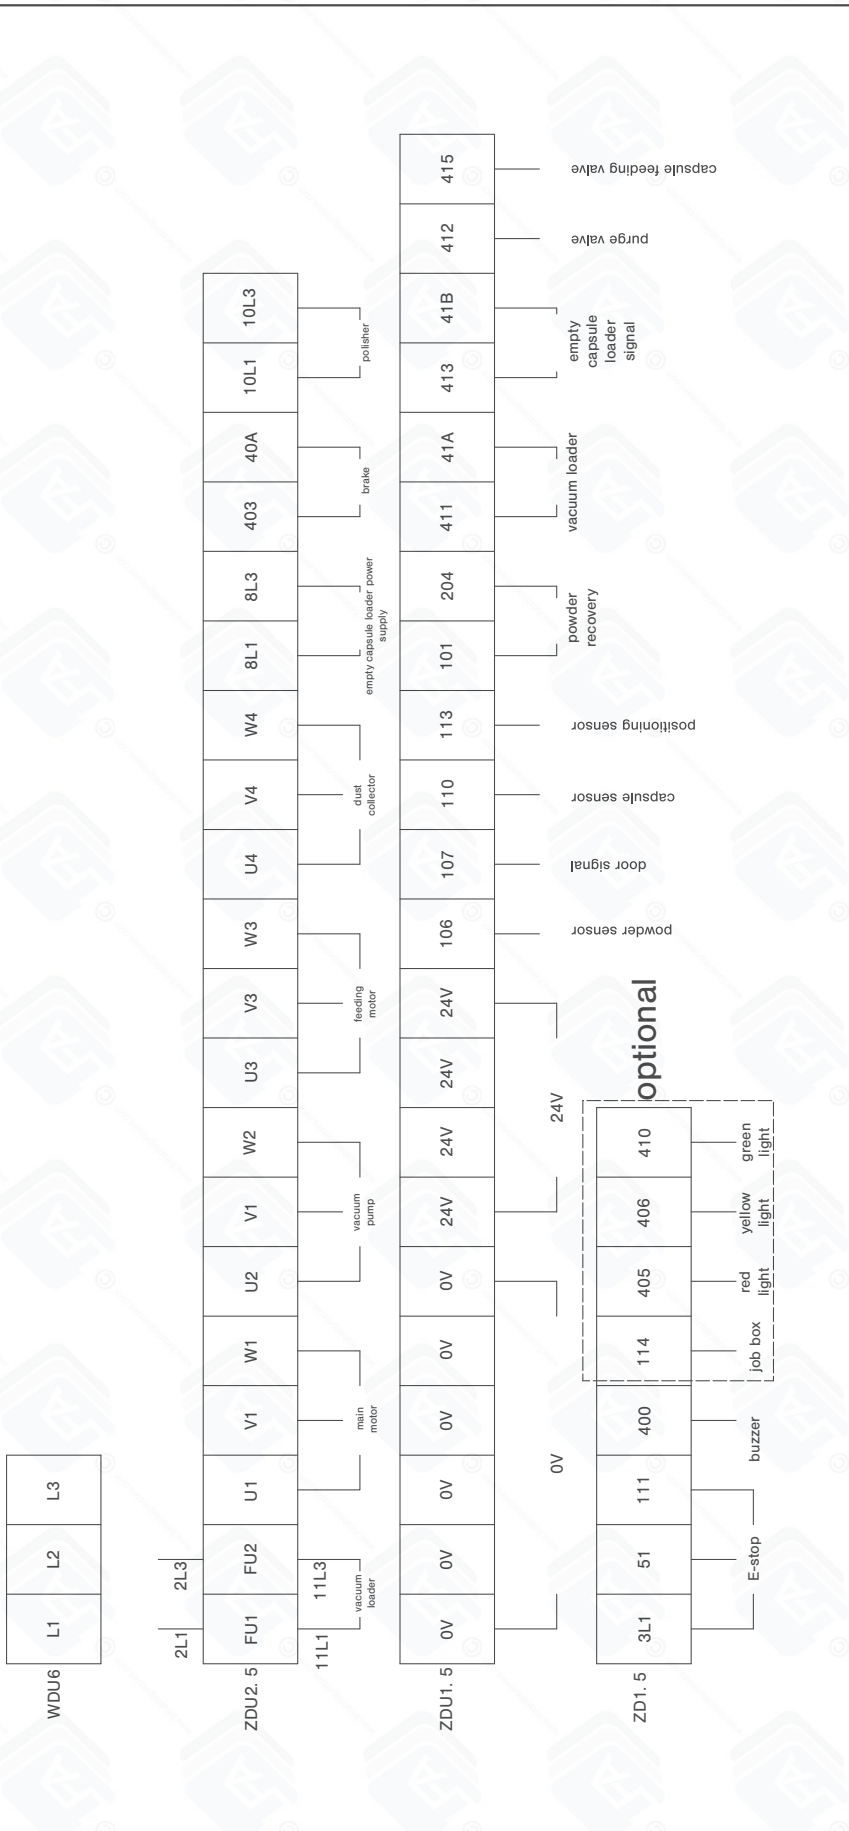 WDU6
L1
L2
L3
2L1
2L3
ZDU2. 5
FU1
FU2
U1
V1
W1
U2
V1
W2
U3
V3
W3
U4
V4
W4
8L1
8L3
403
40A
10L1
10L3
11L1
11L3
vacuum
loader
main
motor
vacuum
pump
feeding
motor
dust
collector
empty capsule loader power
supply
brake
polisher
ZDU1. 5
0V
0V
0V
0V
0V
0V
24V
24V
24V
24V
106
107
110
113
101
204
411
41A
413
41B
412
415
0V
24V
powder sensor
door signal
capsule sensor
positioning sensor
powder
recovery
vacuum loader
empty
capsule
loader
signal
purge valve
capsule feeding valve
optional
ZD1. 5
3L1
51
111
400
114
405
406
410
E-stop
buzzer
job box
red
light
yellow
light
green
light